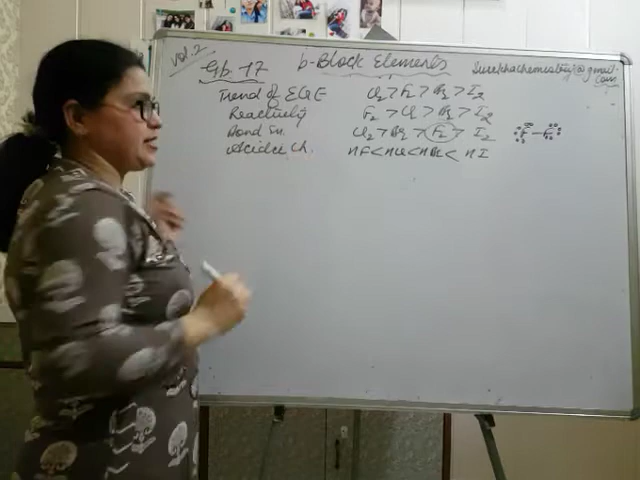 Vol. 2
Gp. 17 p-Block Elements
Surekhachemistry@gmail.com
Trend of EGE Cl₂ > F₂ > Br₂ > I₂
Reactivity F₂ > Cl₂ > Br₂ > I₂
Bond En. Cl₂ > Br₂ > F₂ > I₂ F – F
Acidic Ch. HF < HCl < HBr < HI